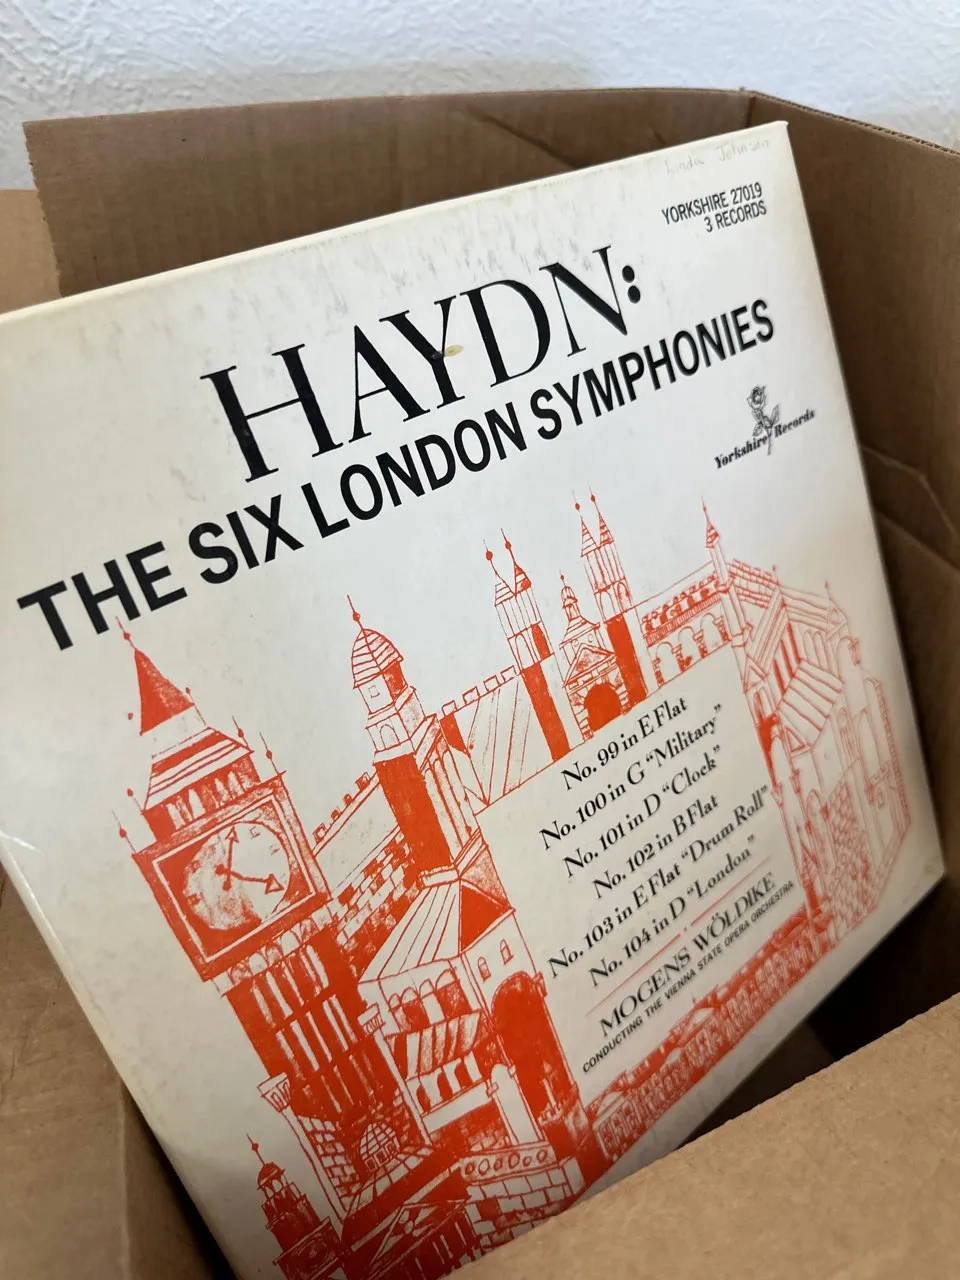 Linda Johnson
YORKSHIRE 27019
3 RECORDS
HAYDN:
THE SIX LONDON SYMPHONIES
Yorkshire Records
No. 99 in E Flat
No. 100 in G "Military"
No. 101 in D "Clock"
No. 102 in B Flat
No. 103 in E Flat "Drum Roll"
No. 104 in D "London"
MOGENS WÖLDIKE
CONDUCTING THE VIENNA STATE OPERA ORCHESTRA